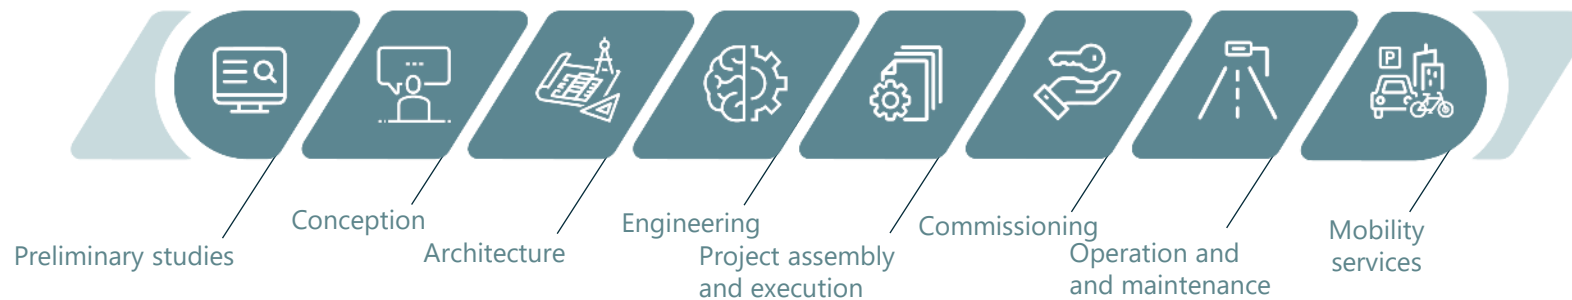 P
Preliminary studies
Conception
Architecture
Engineering
Project assembly
and execution
Commissioning
Operation and
and maintenance
Mobility
services